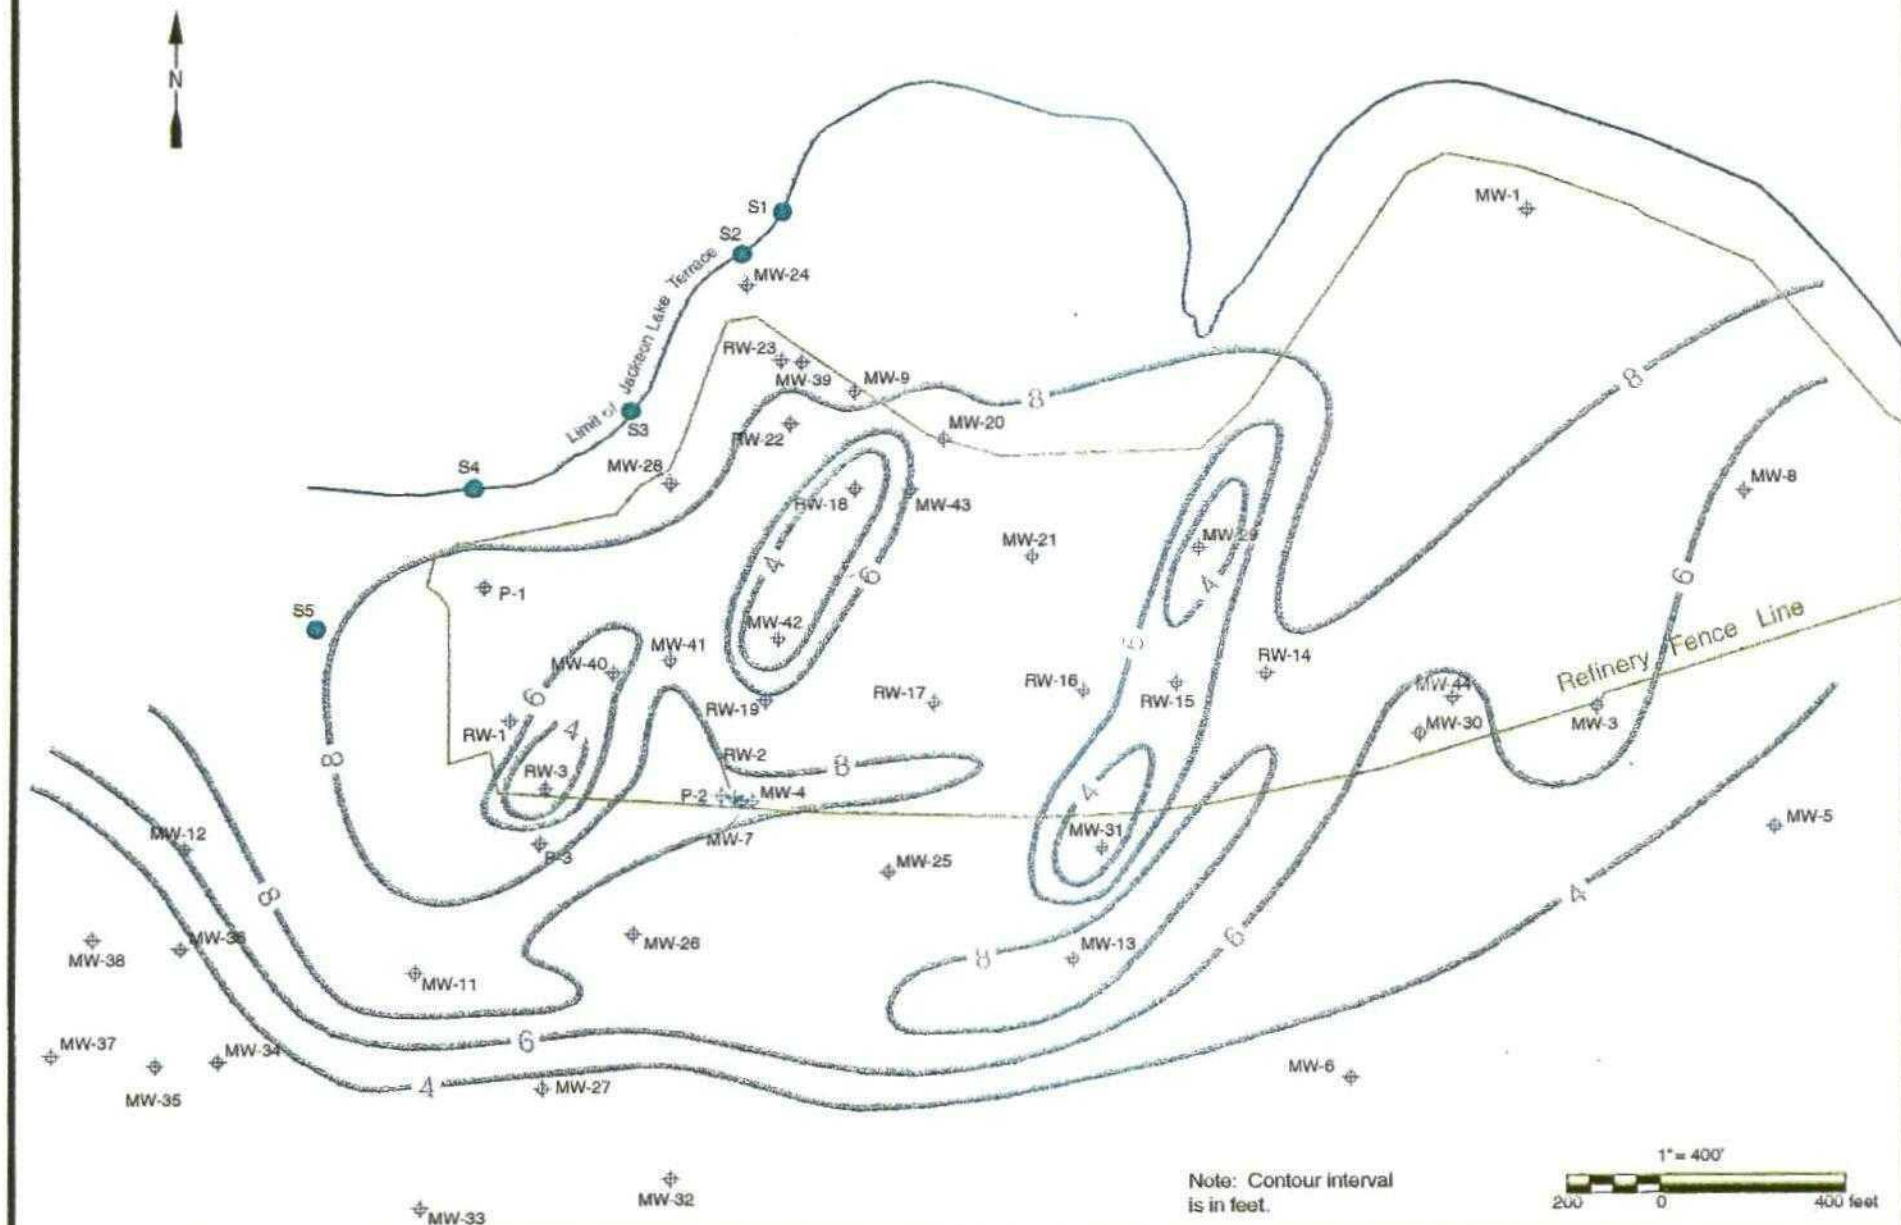 N
MW-1
S1
S2
MW-24
Limit of Jackson Lake Terrace
RW-23
MW-39
MW-9
8
8
S3
MW-20
RW-22
S4
MW-28
RW-18
MW-43
MW-8
MW-21
MW-29
4
6
4
6
P-1
S5
MW-42
6
MW-41
MW-40
RW-14
Refinery Fence Line
RW-16
RW-15
MW-44
RW-17
RW-19
6
4
RW-1
MW-30
MW-3
8
RW-2
8
RW-3
P-2
MW-4
4
MW-12
MW-7
MW-31
MW-5
P-3
MW-25
8
4
MW-36
MW-26
MW-13
6
8
MW-38
MW-11
6
MW-37
MW-34
MW-6
4
MW-27
MW-35
1"= 400'
Note: Contour interval
is in feet.
200 0 400 feet
MW-32
MW-33